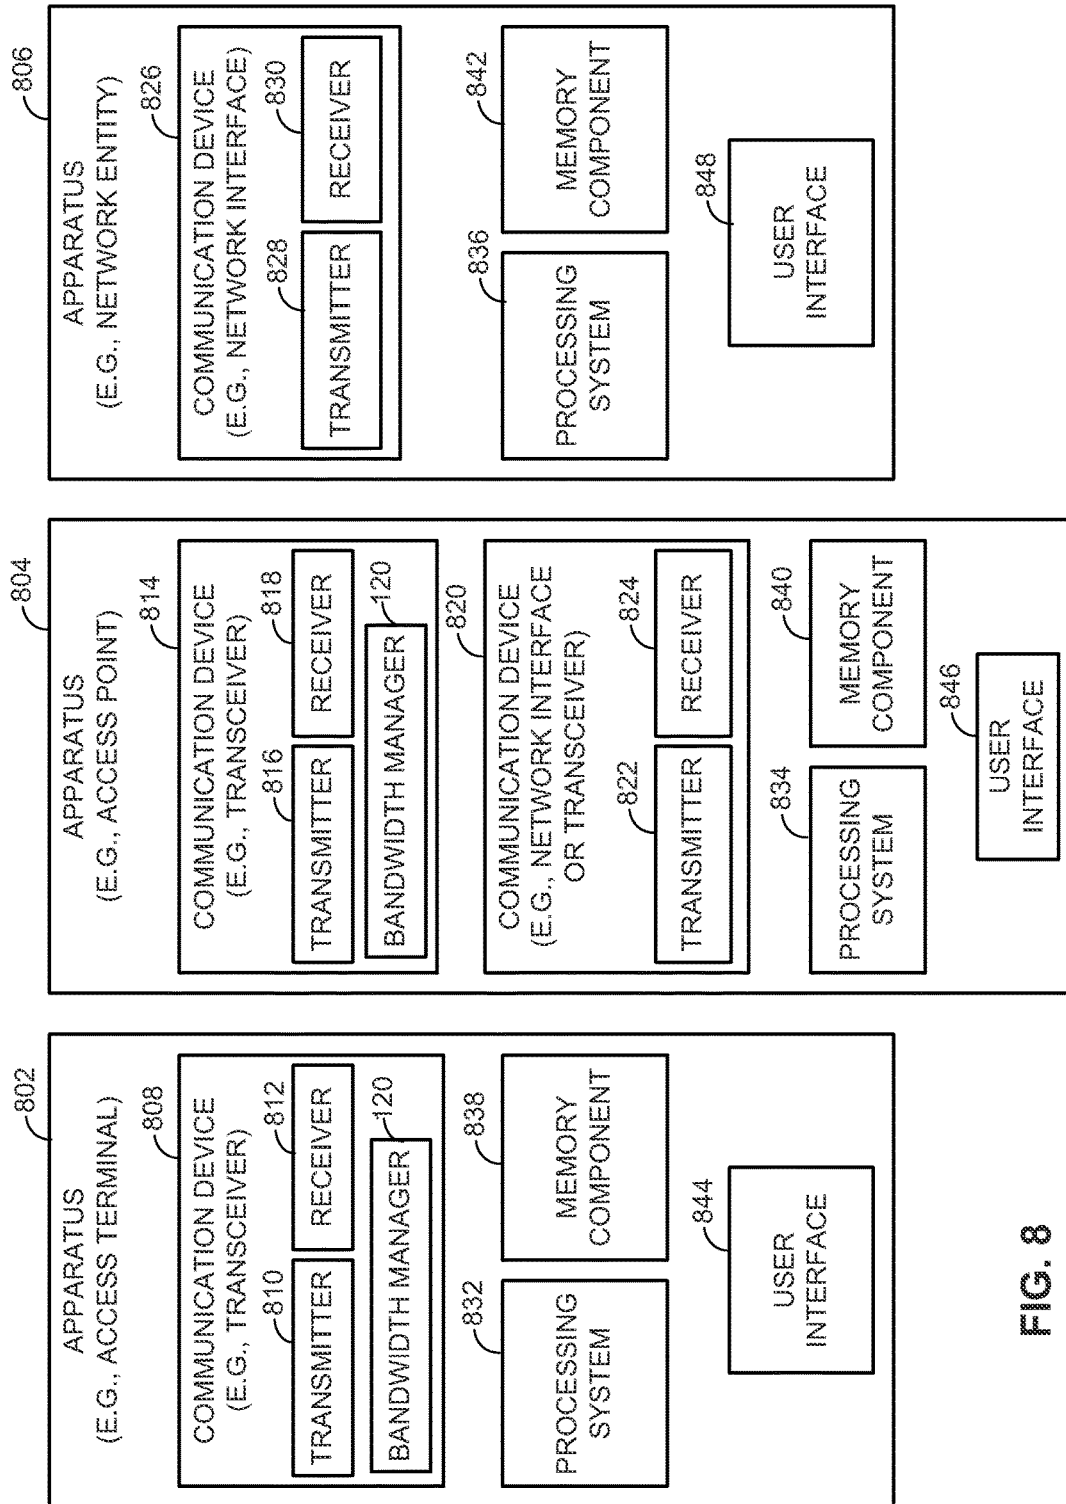 802
APPARATUS
(E.G., ACCESS TERMINAL)
808
COMMUNICATION DEVICE
(E.G., TRANSCEIVER)
810
812
TRANSMITTER
RECEIVER
120
BANDWIDTH MANAGER
832
838
PROCESSING
SYSTEM
MEMORY
COMPONENT
844
USER
INTERFACE
804
APPARATUS
(E.G., ACCESS POINT)
814
COMMUNICATION DEVICE
(E.G., TRANSCEIVER)
816
818
TRANSMITTER
RECEIVER
120
BANDWIDTH MANAGER
820
COMMUNICATION DEVICE
(E.G., NETWORK INTERFACE
OR TRANSCEIVER)
822
824
TRANSMITTER
RECEIVER
834
840
PROCESSING
SYSTEM
MEMORY
COMPONENT
846
USER
INTERFACE
806
APPARATUS
(E.G., NETWORK ENTITY)
826
COMMUNICATION DEVICE
(E.G., NETWORK INTERFACE)
828
830
TRANSMITTER
RECEIVER
836
842
PROCESSING
SYSTEM
MEMORY
COMPONENT
848
USER
INTERFACE
FIG. 8